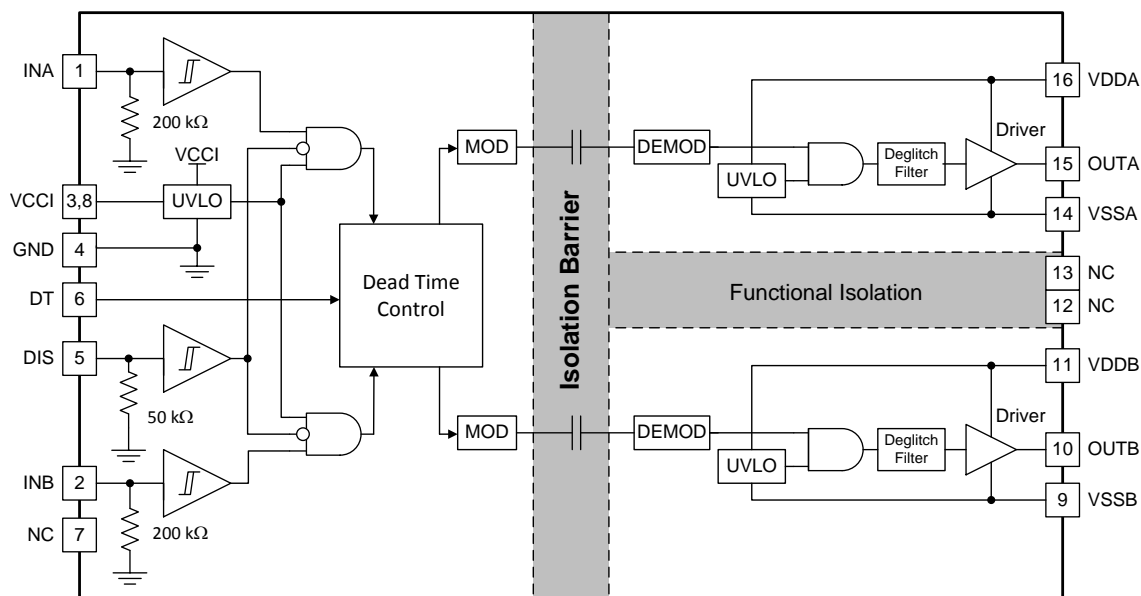 INA
1
200 kΩ
VCCI
VCCI
3,8
UVLO
GND
4
DT
6
DIS
5
50 kΩ
INB
2
200 kΩ
NC
7
Dead Time
Control
MOD
MOD
Isolation Barrier
DEMOD
UVLO
Deglitch
Filter
Driver
16
VDDA
15
OUTA
14
VSSA
Functional Isolation
13
NC
12
NC
11
VDDB
DEMOD
UVLO
Deglitch
Filter
Driver
10
OUTB
9
VSSB